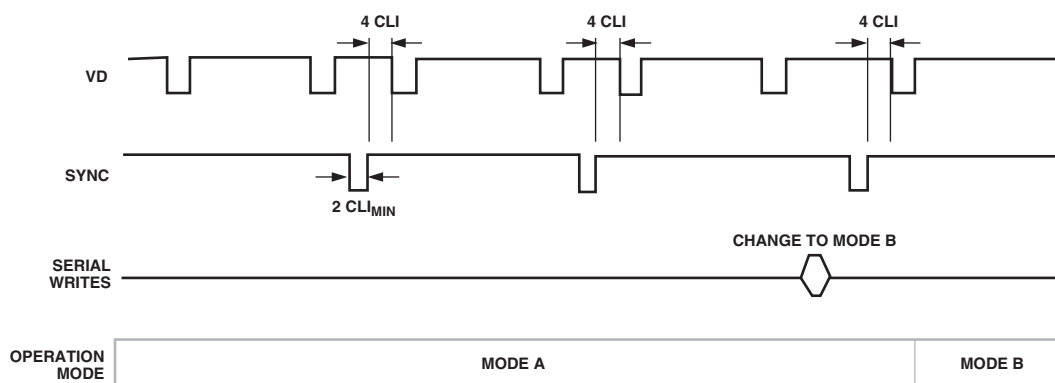 4 CLI 4 CLI 4 CLI
VD
SYNC
2 CLIMIN
CHANGE TO MODE B
SERIAL
WRITES
OPERATION
MODE
MODE A MODE B